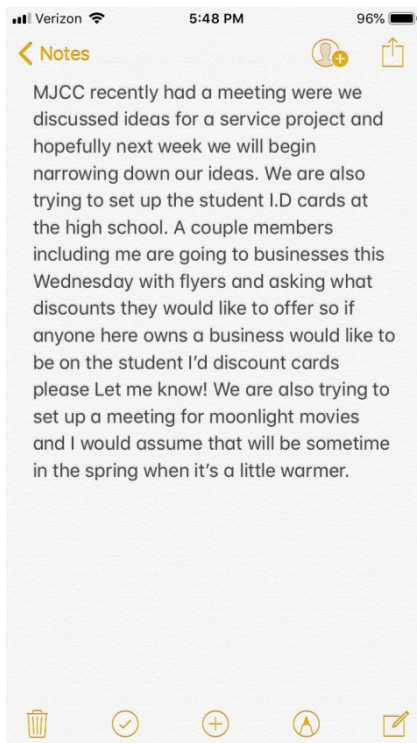 Verizon 5:48 PM 96%
Notes
MJCC recently had a meeting were we
discussed ideas for a service project and
hopefully next week we will begin
narrowing down our ideas. We are also
trying to set up the student I.D cards at
the high school. A couple members
including me are going to businesses this
Wednesday with flyers and asking what
discounts they would like to offer so if
anyone here owns a business would like to
be on the student I’d discount cards
please Let me know! We are also trying to
set up a meeting for moonlight movies
and I would assume that will be sometime
in the spring when it’s a little warmer.